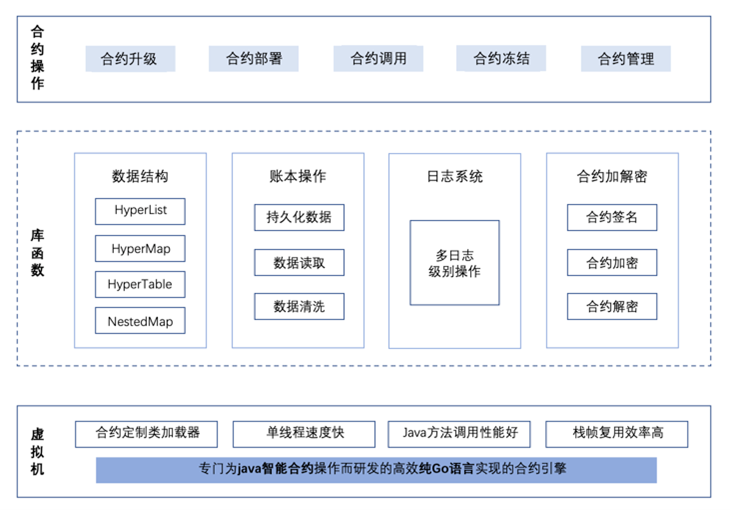 合约操作
合约升级
合约部署
合约调用
合约冻结
合约管理
库函数
数据结构
HyperList
HyperMap
HyperTable
NestedMap
账本操作
持久化数据
数据读取
数据清洗
日志系统
多日志
级别操作
合约加解密
合约签名
合约加密
合约解密
虚拟机
合约定制类加载器
单线程速度快
Java方法调用性能好
栈帧复用效率高
专门为java智能合约操作而研发的高效纯Go语言实现的合约引擎